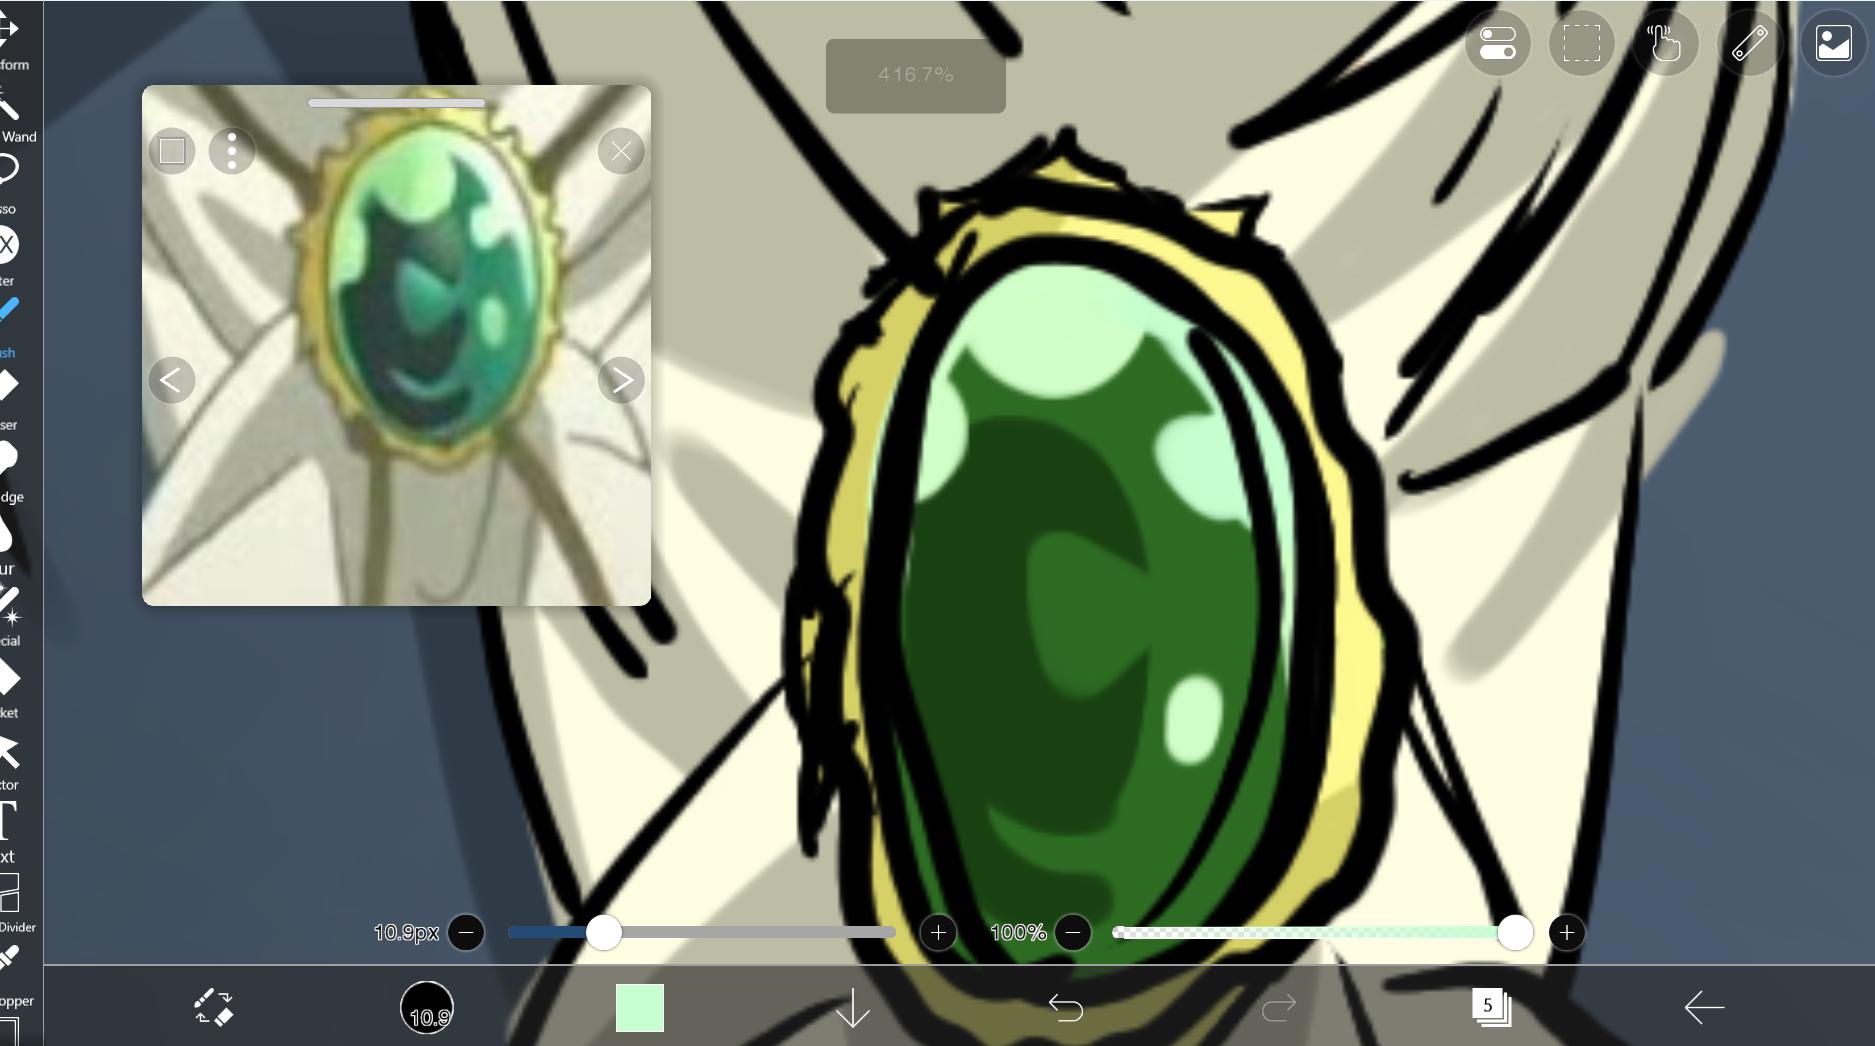 416.7%
form
Wand
sso
X
ter
sh
ser
dge
ur
cial
ket
ctor
T
xt
Divider
opper
10.9px
100%
10.9
5